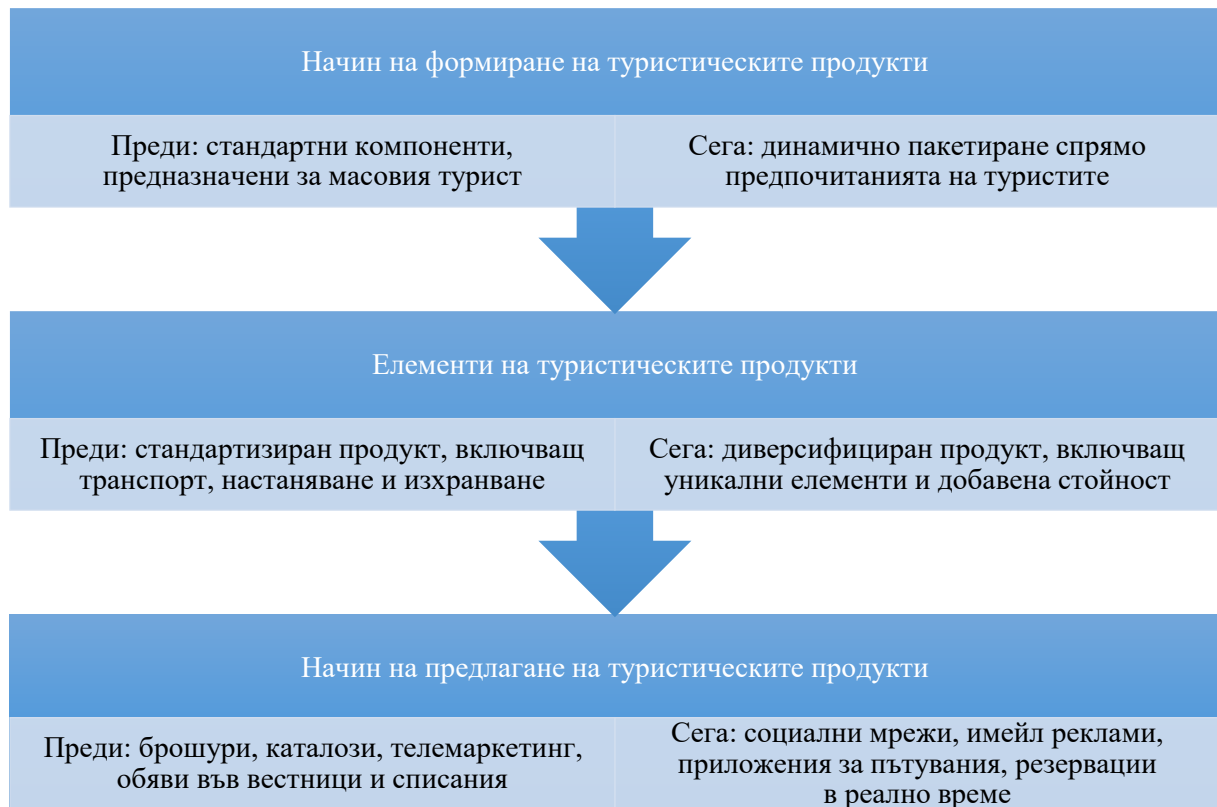 Начин на формиране на туристическите продукти
Преди: стандартни компоненти,
предназначени за масовия турист
Сега: динамично пакетиране спрямо
предпочитанията на туристите
Елементи на туристическите продукти
Преди: стандартизиран продукт, включващ
транспорт, настаняване и изхранване
Сега: диверсифициран продукт, включващ
уникални елементи и добавена стойност
Начин на предлагане на туристическите продукти
Преди: брошури, каталози, телемаркетинг,
обяви във вестници и списания
Сега: социални мрежи, имейл реклами,
приложения за пътувания, резервации
в реално време